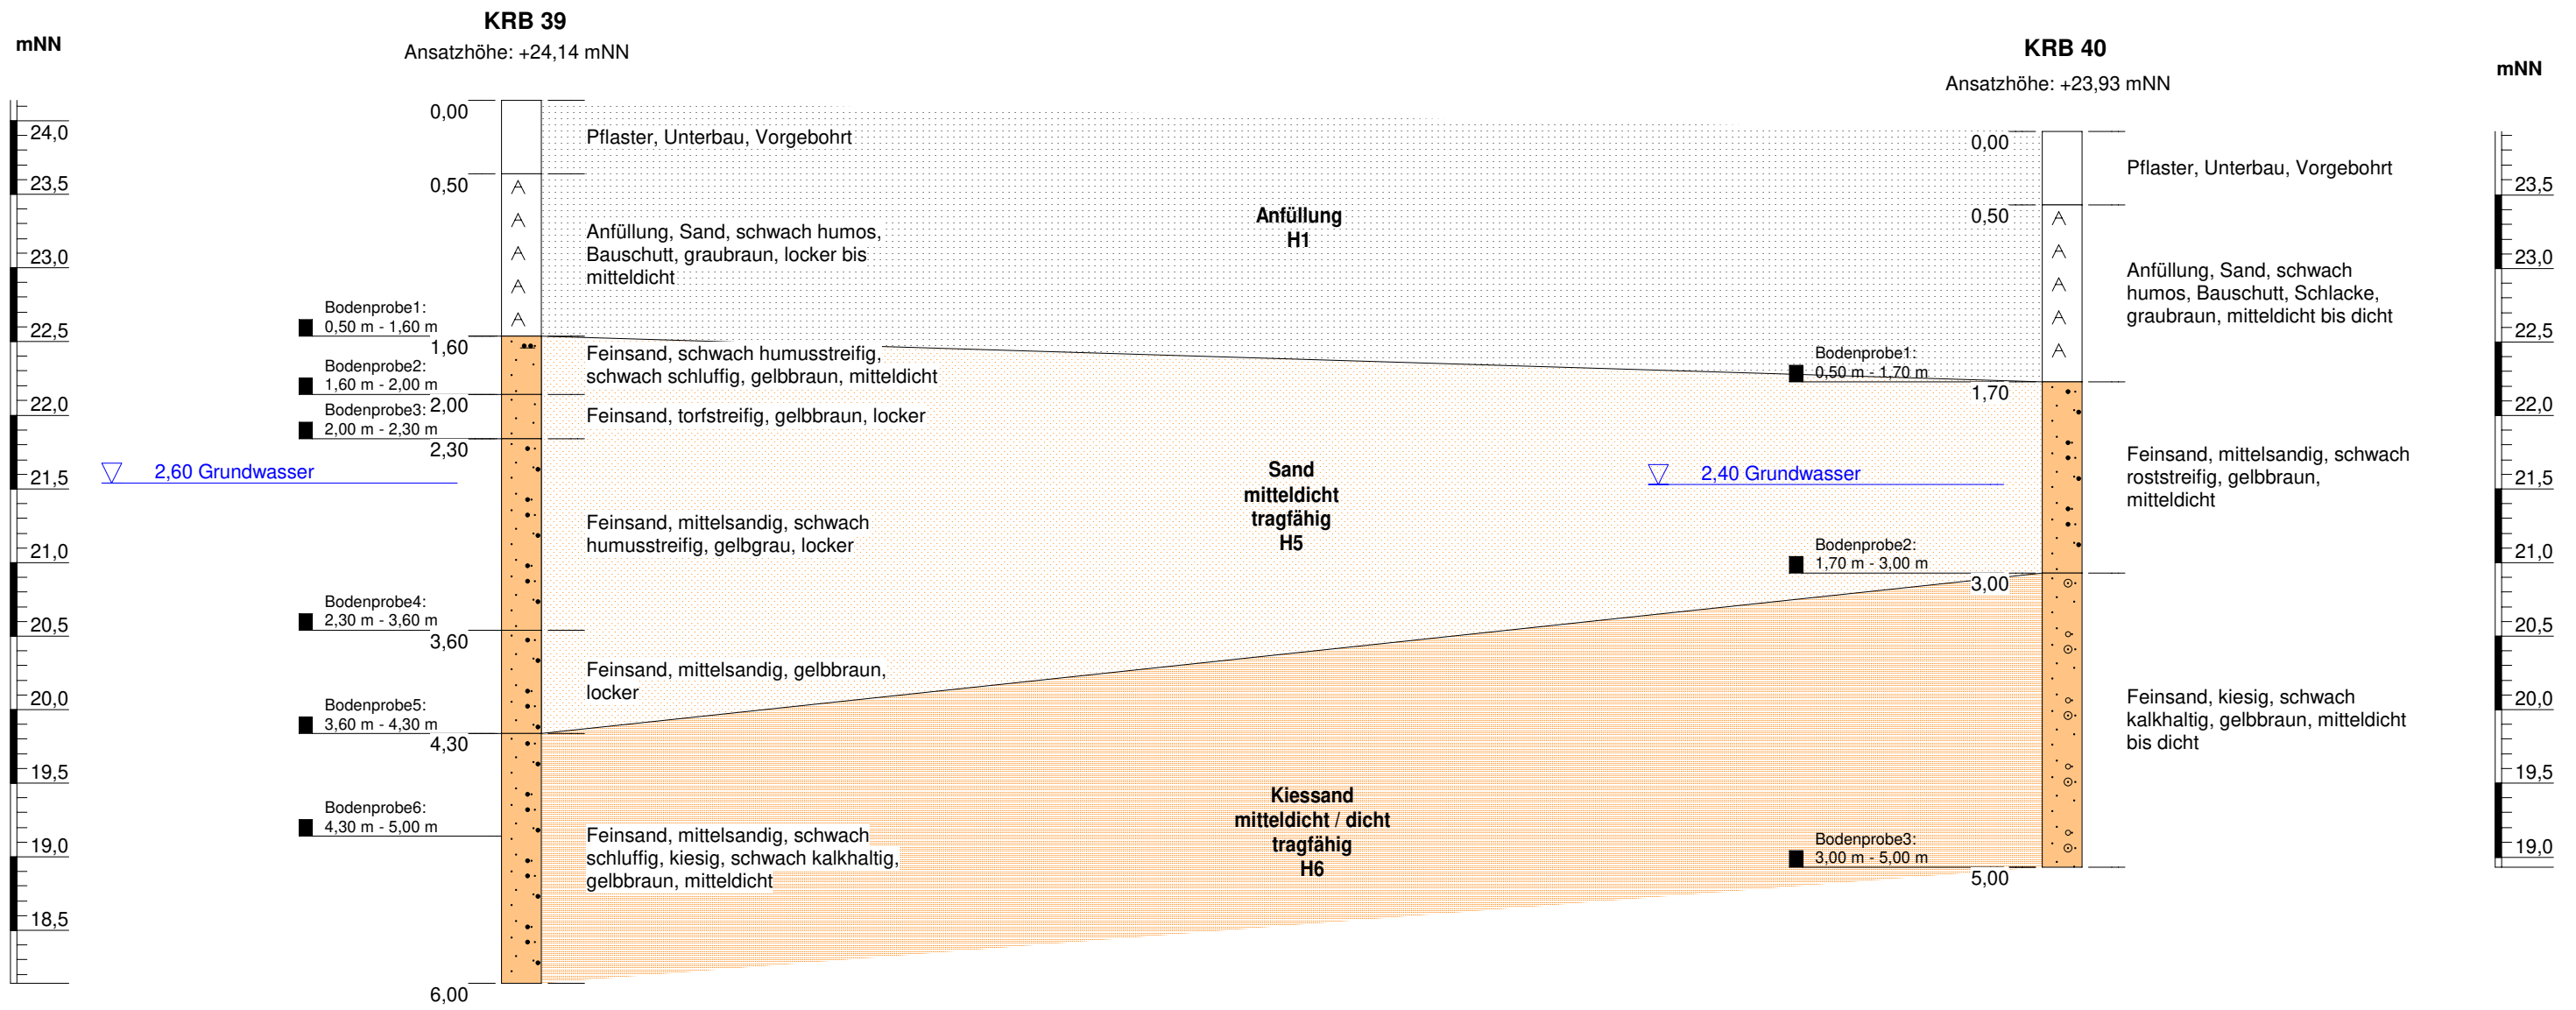 KRB 39
Ansatzhöhe: +24,14 mNN
mNN
24,0
23,5
23,0
22,5
22,0
21,5
21,0
20,5
20,0
19,5
19,0
18,5
0,00
0,50
1,60
2,00
2,30
3,60
4,30
6,00
Bodenprobe1:
0,50 m - 1,60 m
Bodenprobe2:
1,60 m - 2,00 m
Bodenprobe3:
2,00 m - 2,30 m
2,60 Grundwasser
Bodenprobe4:
2,30 m - 3,60 m
Bodenprobe5:
3,60 m - 4,30 m
Bodenprobe6:
4,30 m - 5,00 m
A
A
A
A
A
Pflaster, Unterbau, Vorgebohrt
Anfüllung, Sand, schwach humos,
Bauschutt, graubraun, locker bis
mitteldicht
Feinsand, schwach humusstreifig,
schwach schluffig, gelbbraun, mitteldicht
Feinsand, torfstreifig, gelbbraun, locker
Feinsand, mittelsandig, schwach
humusstreifig, gelbgrau, locker
Feinsand, mittelsandig, gelbbraun,
locker
Feinsand, mittelsandig, schwach
schluffig, kiesig, schwach kalkhaltig,
gelbbraun, mitteldicht
Anfüllung
H1
Sand
mitteldicht
tragfähig
H5
Kiessand
mitteldicht / dicht
tragfähig
H6
KRB 40
Ansatzhöhe: +23,93 mNN
0,00
0,50
1,70
3,00
5,00
Bodenprobe1:
0,50 m - 1,70 m
2,40 Grundwasser
Bodenprobe2:
1,70 m - 3,00 m
Bodenprobe3:
3,00 m - 5,00 m
A
A
A
A
A
Pflaster, Unterbau, Vorgebohrt
Anfüllung, Sand, schwach
humos, Bauschutt, Schlacke,
graubraun, mitteldicht bis dicht
Feinsand, mittelsandig, schwach
roststreifig, gelbbraun,
mitteldicht
Feinsand, kiesig, schwach
kalkhaltig, gelbbraun, mitteldicht
bis dicht
mNN
23,5
23,0
22,5
22,0
21,5
21,0
20,5
20,0
19,5
19,0